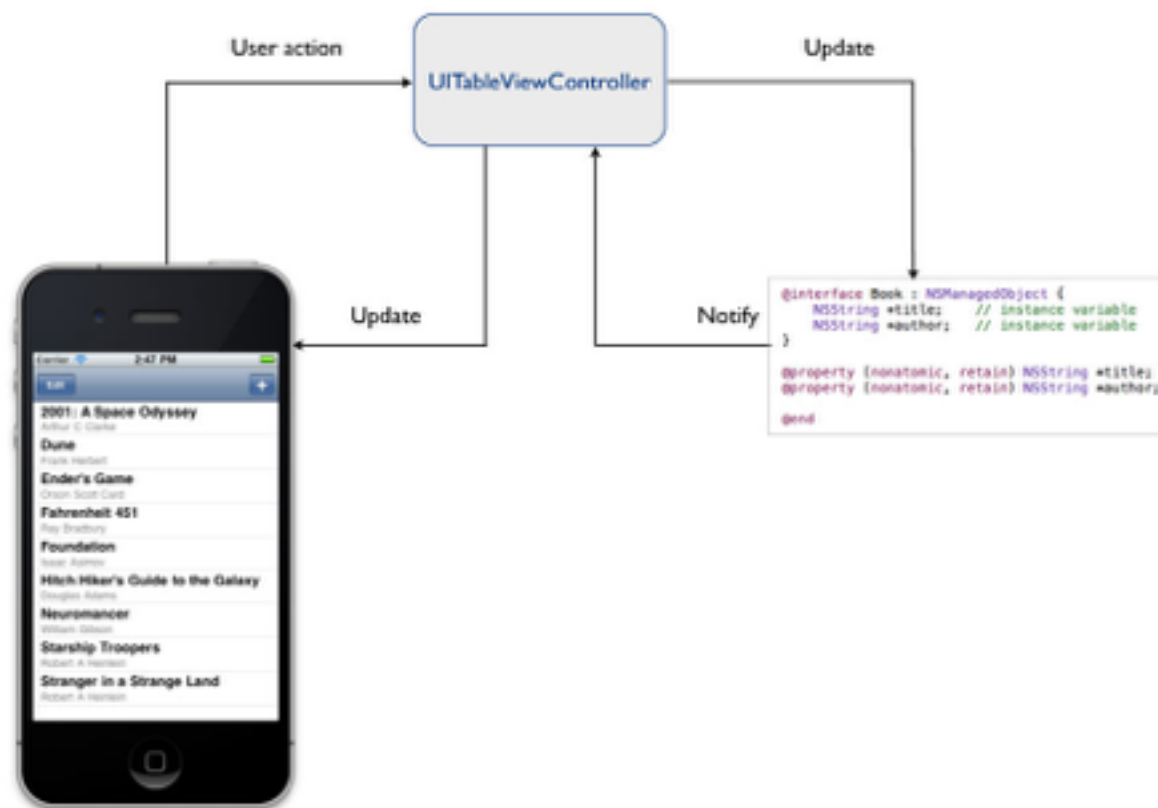 User action
UITableViewController
Update
Update
Notify
@interface Book : NSManagedObject {
NSString *title; // instance variable
NSString *author; // instance variable
}
@property (nonatomic, retain) NSString *title;
@property (nonatomic, retain) NSString *author;
@end
Carrier 2:47 PM
Edit +
2001: A Space Odyssey
Arthur C Clarke
Dune
Frank Herbert
Ender's Game
Orson Scott Card
Fahrenheit 451
Ray Bradbury
Foundation
Isaac Asimov
Hitch Hiker's Guide to the Galaxy
Douglas Adams
Neuromancer
William Gibson
Starship Troopers
Robert A Heinlein
Stranger in a Strange Land
Robert A Heinlein